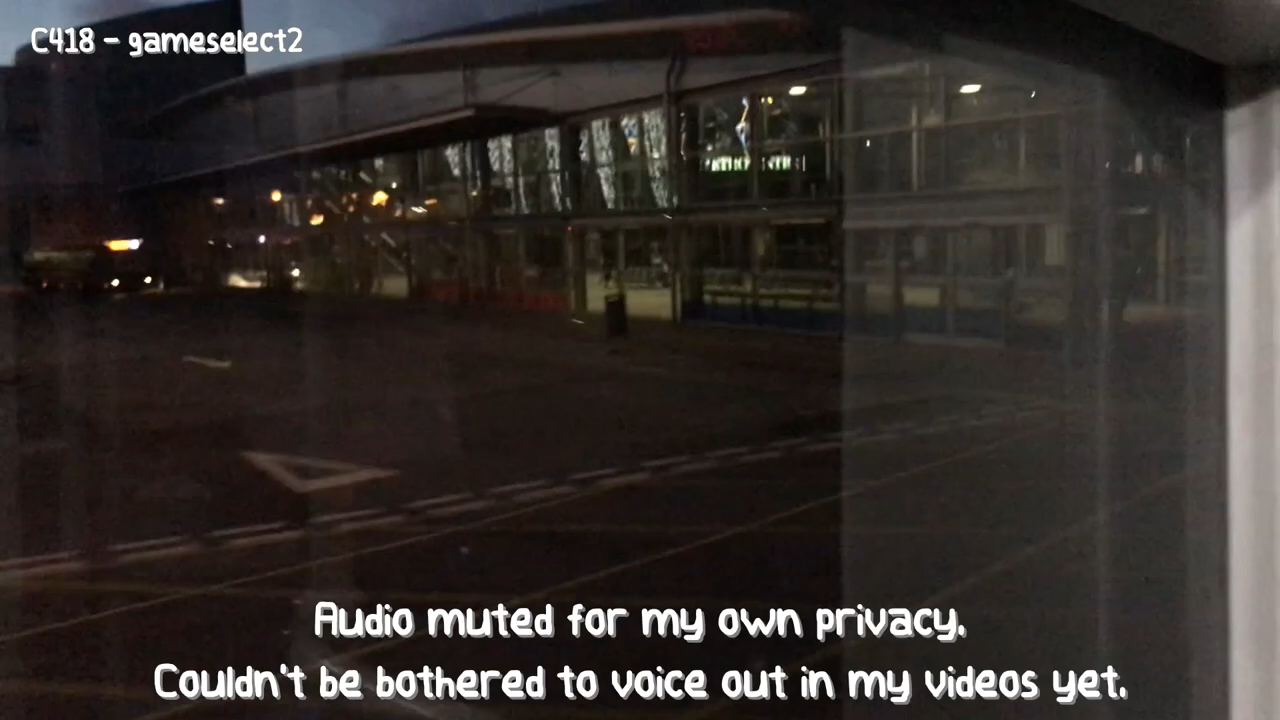 C418 - gameselect2
Audio muted for my own privacy.
Couldn't be bothered to voice out in my videos yet.